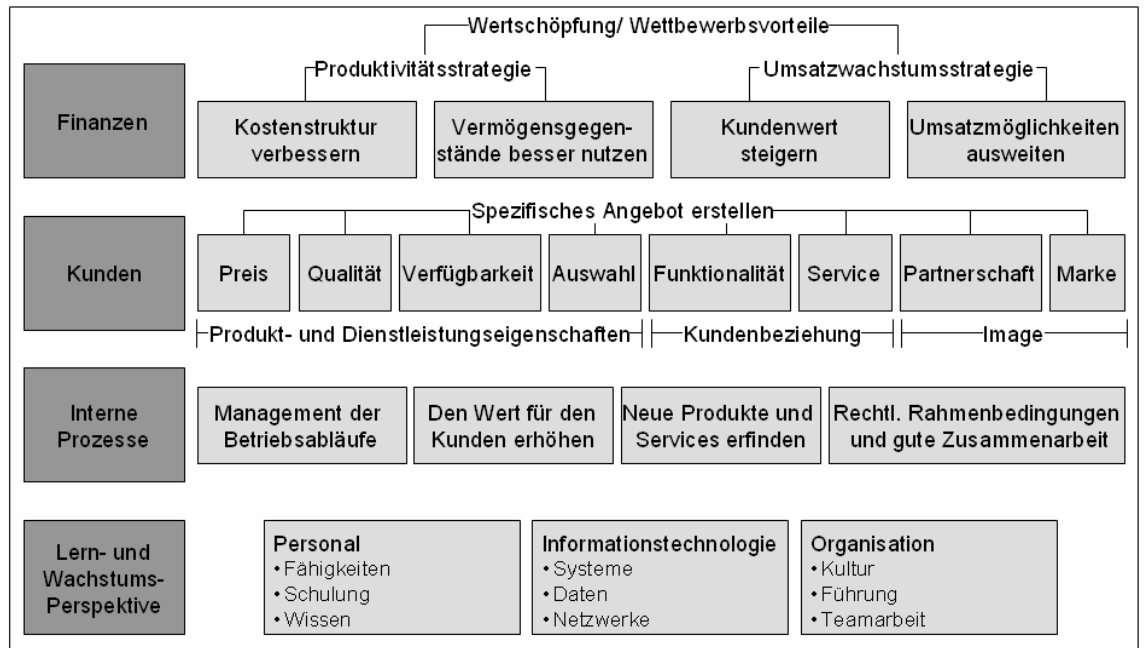 Wertschöpfung/ Wettbewerbsvorteile
Produktivitätsstrategie
Umsatzwachstumsstrategie
Finanzen
Kostenstruktur
verbessern
Vermögensgegen-
stände besser nutzen
Kundenwert
steigern
Umsatzmöglichkeiten
ausweiten
Spezifisches Angebot erstellen
Kunden
Preis
Qualität
Verfügbarkeit
Auswahl
Funktionalität
Service
Partnerschaft
Marke
Produkt- und Dienstleistungseigenschaften
Kundenbeziehung
Image
Interne
Prozesse
Management der
Betriebsabläufe
Den Wert für den
Kunden erhöhen
Neue Produkte und
Services erfinden
Rechtl. Rahmenbedingungen
und gute Zusammenarbeit
Lern- und
Wachstums-
Perspektive
Personal
• Fähigkeiten
• Schulung
• Wissen
Informationstechnologie
• Systeme
• Daten
• Netzwerke
Organisation
• Kultur
• Führung
• Teamarbeit